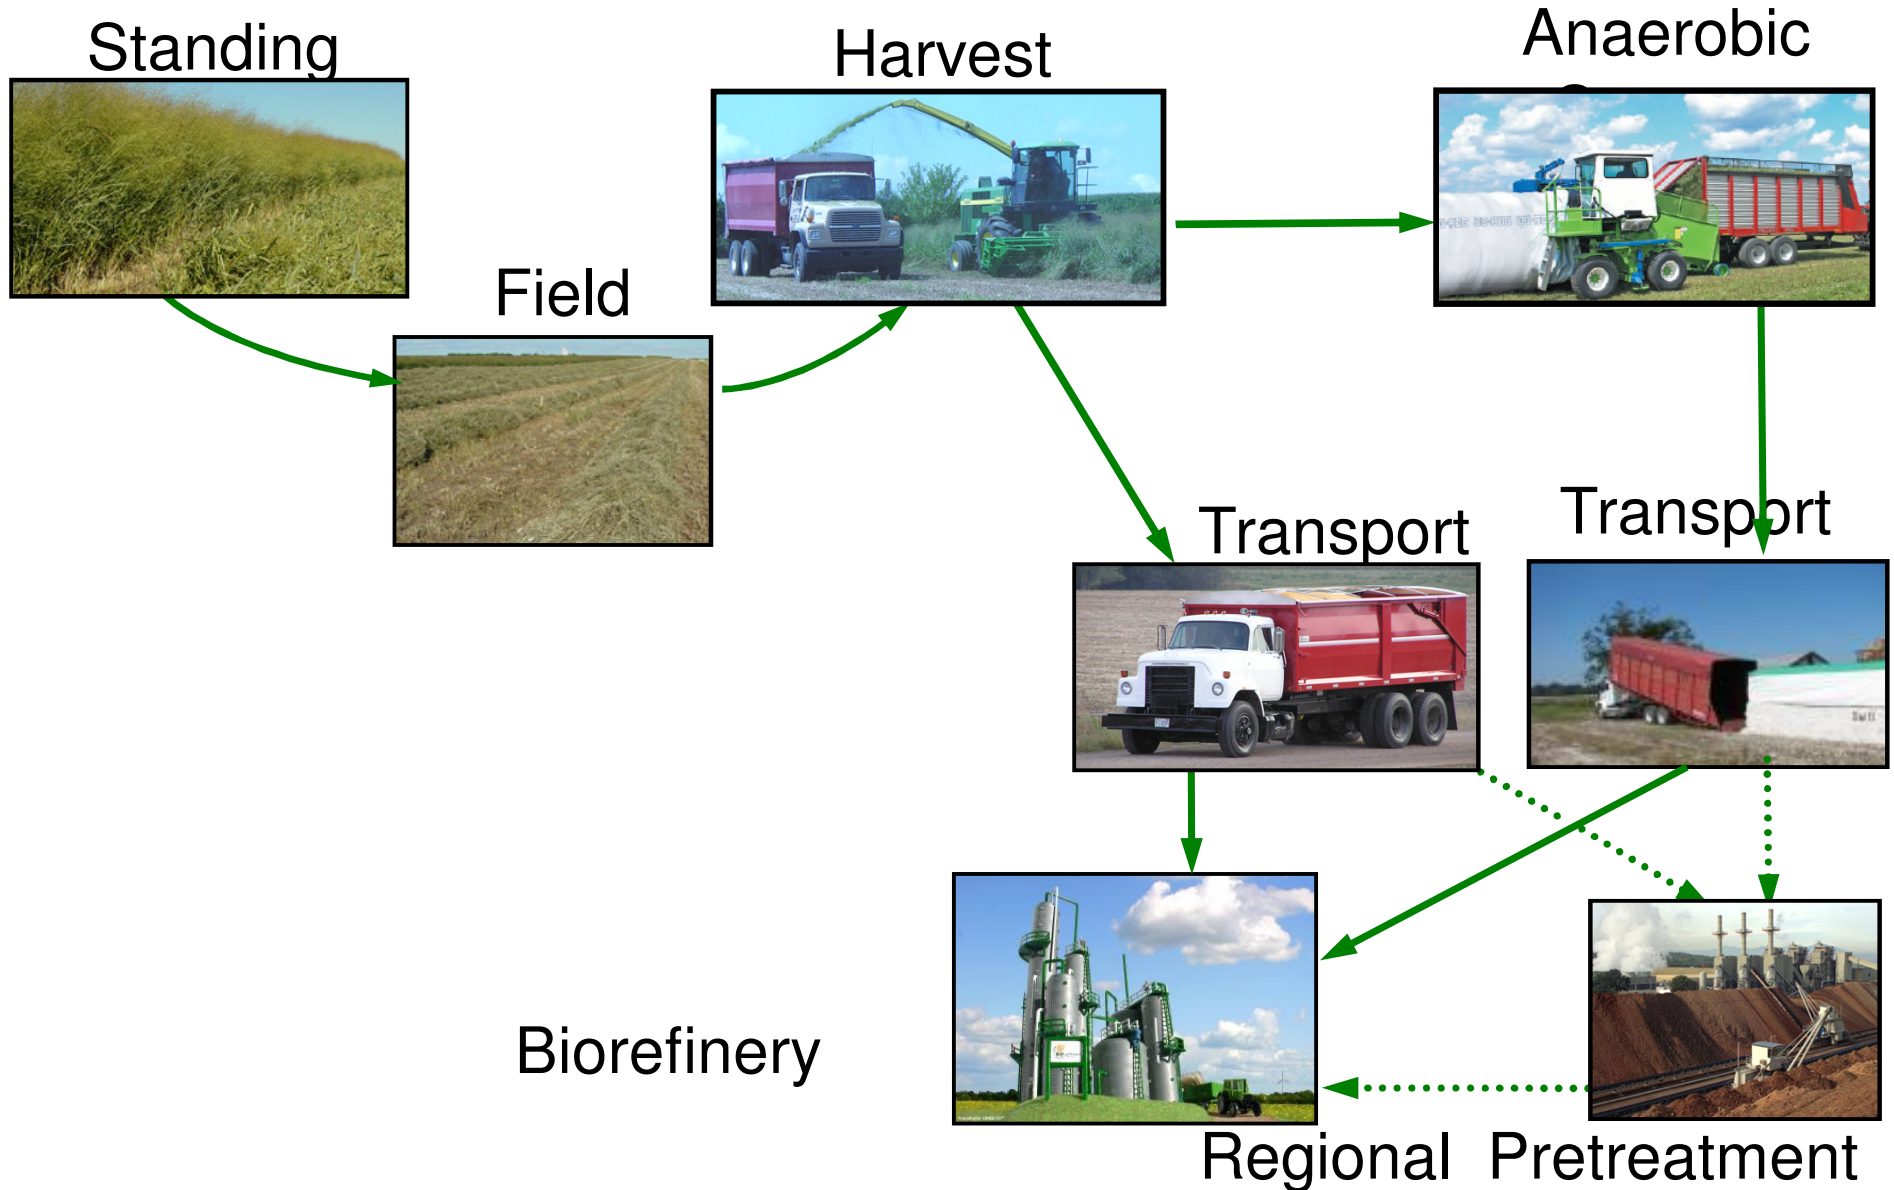 Standing
Harvest
Anaerobic
Field
Transport
Transport
Biorefinery
Regional Pretreatment